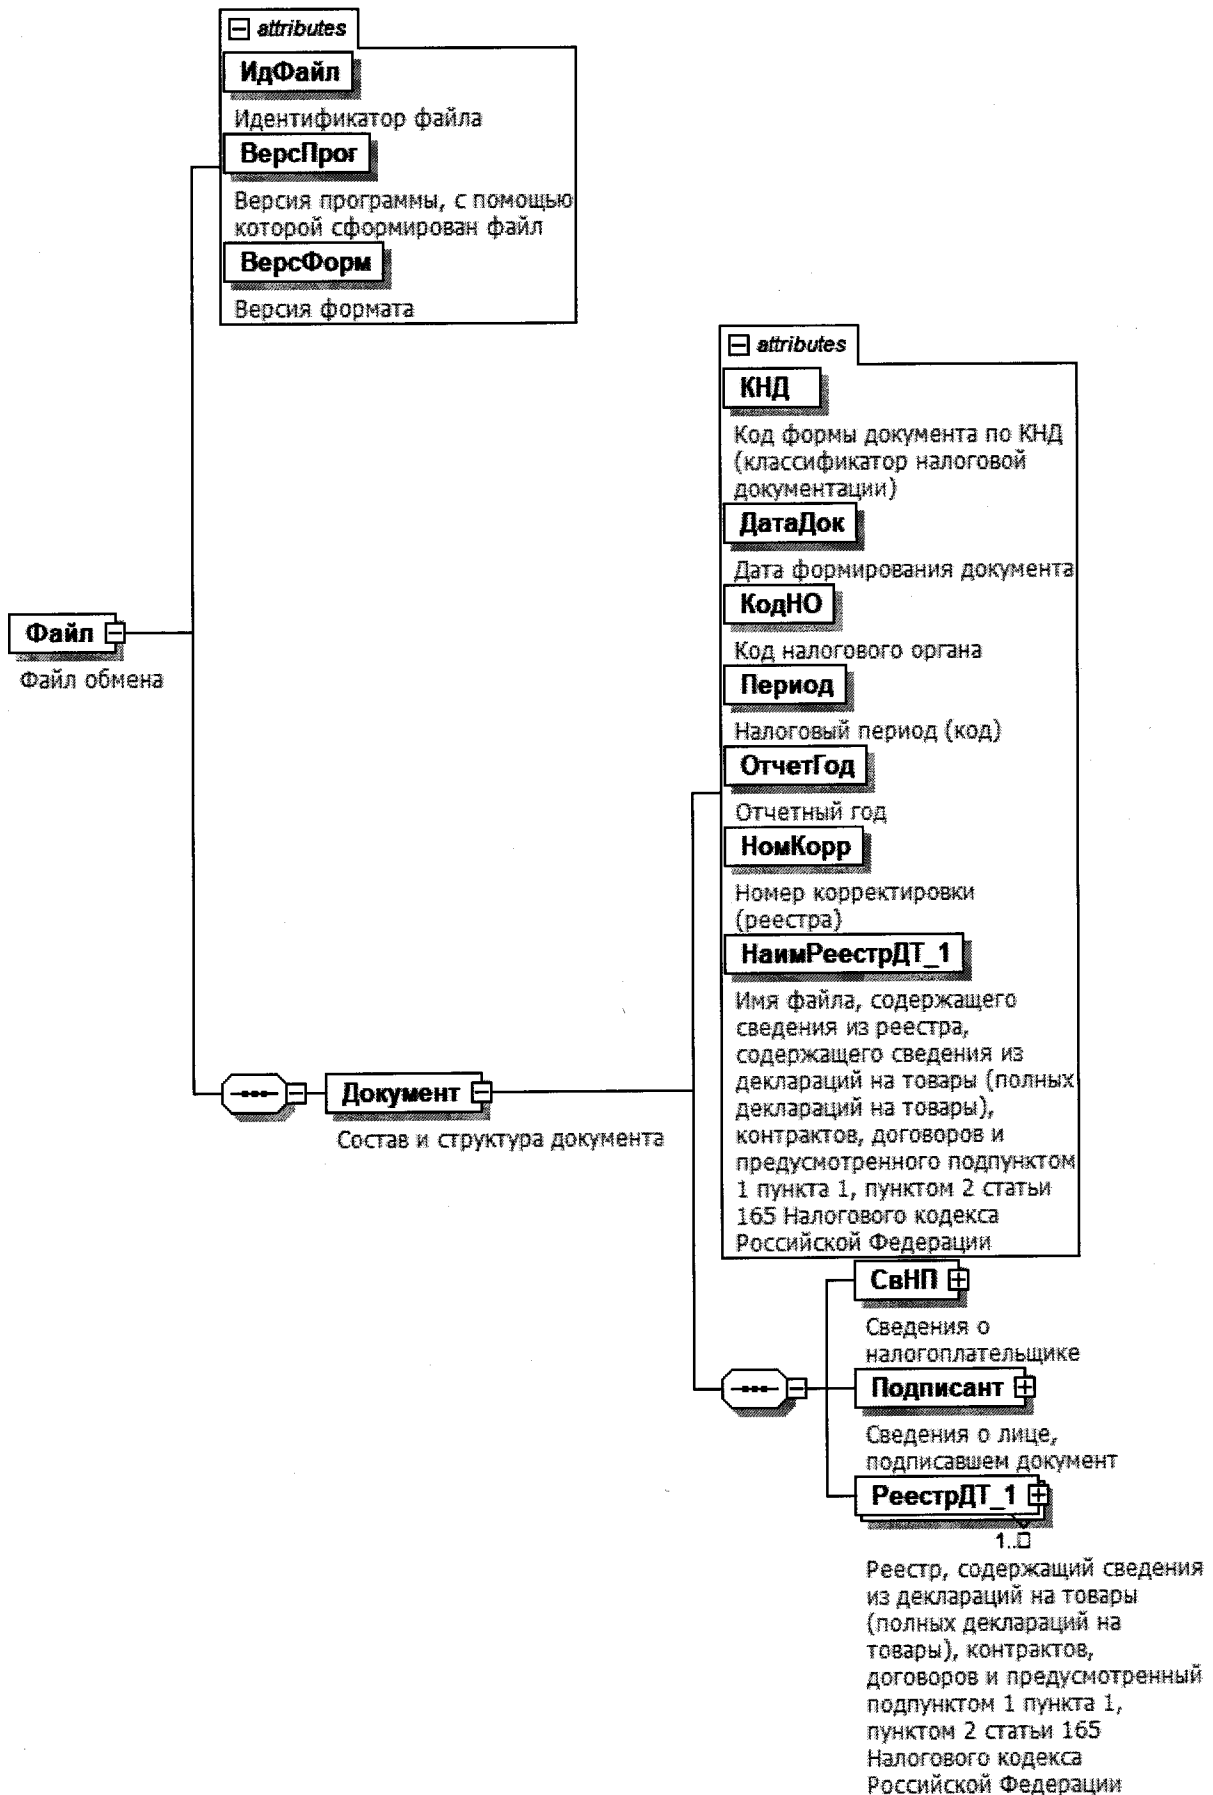 attributes
ИдФайл
Идентификатор файла
ВерсПрог
Версия программы, с помощью
которой сформирован файл
ВерсФорм
Версия формата
attributes
КНД
Код формы документа по КНД
(классификатор налоговой
документации)
ДатаДок
Дата формирования документа
КодНО
Код налогового органа
Период
Налоговый период (код)
ОтчетГод
Отчетный год
НомКорр
Номер корректировки
(реестра)
НаимРеестрДТ_1
Имя файла, содержащего
сведения из реестра,
содержащего сведения из
деклараций на товары (полных
деклараций на товары),
контрактов, договоров и
предусмотренного подпунктом
1 пункта 1, пунктом 2 статьи
165 Налогового кодекса
Российской Федерации
Файл
Файл обмена
Документ
Состав и структура документа
СвНП
Сведения о
налогоплательщике
Подписант
Сведения о лице,
подписавшем документ
РеестрДТ_1
1..□
Реестр, содержащий сведения
из деклараций на товары
(полных деклараций на
товары), контрактов,
договоров и предусмотренный
подпунктом 1 пункта 1,
пунктом 2 статьи 165
Налогового кодекса
Российской Федерации